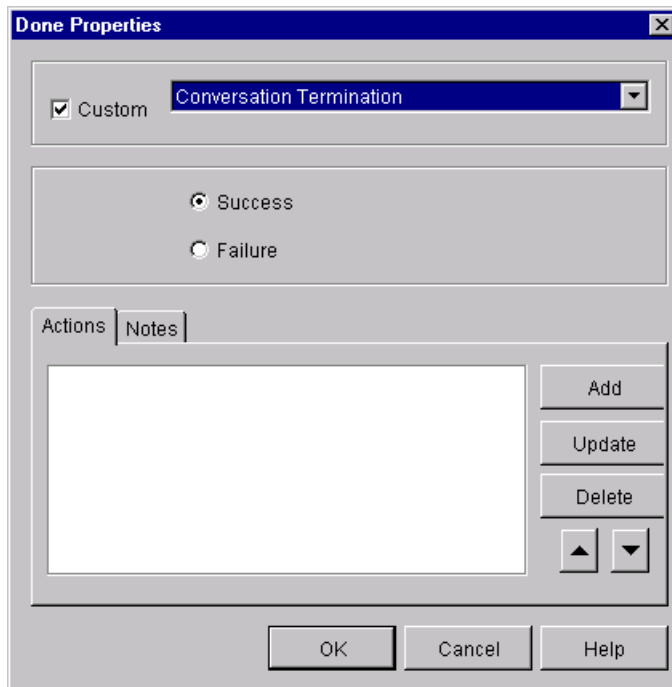 Done Properties
Custom
Conversation Termination
Success
Failure
Actions
Notes
Add
Update
Delete
OK
Cancel
Help